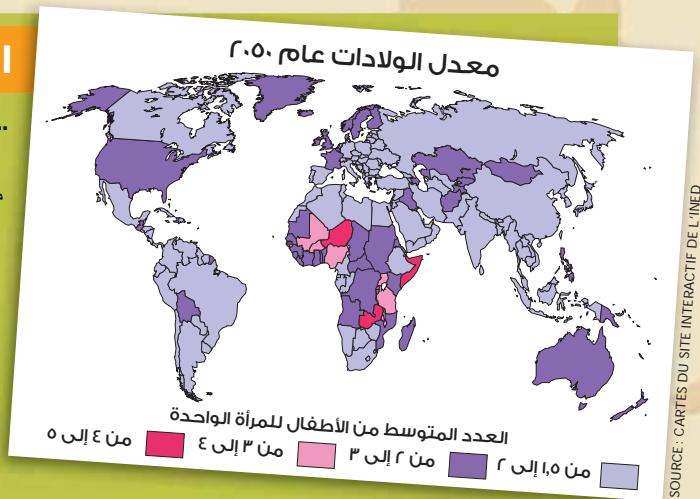 معدل الولادات عام ٢٠٥٠
العدد المتوسط من الأطفال للمرأة الواحدة
من ١,٥ إلى ٢ من ٢ إلى ٣ من ٣ إلى ٤ من ٤ إلى ٥
SOURCE : CARTES DU SITE INTERACTIF DE L'INED